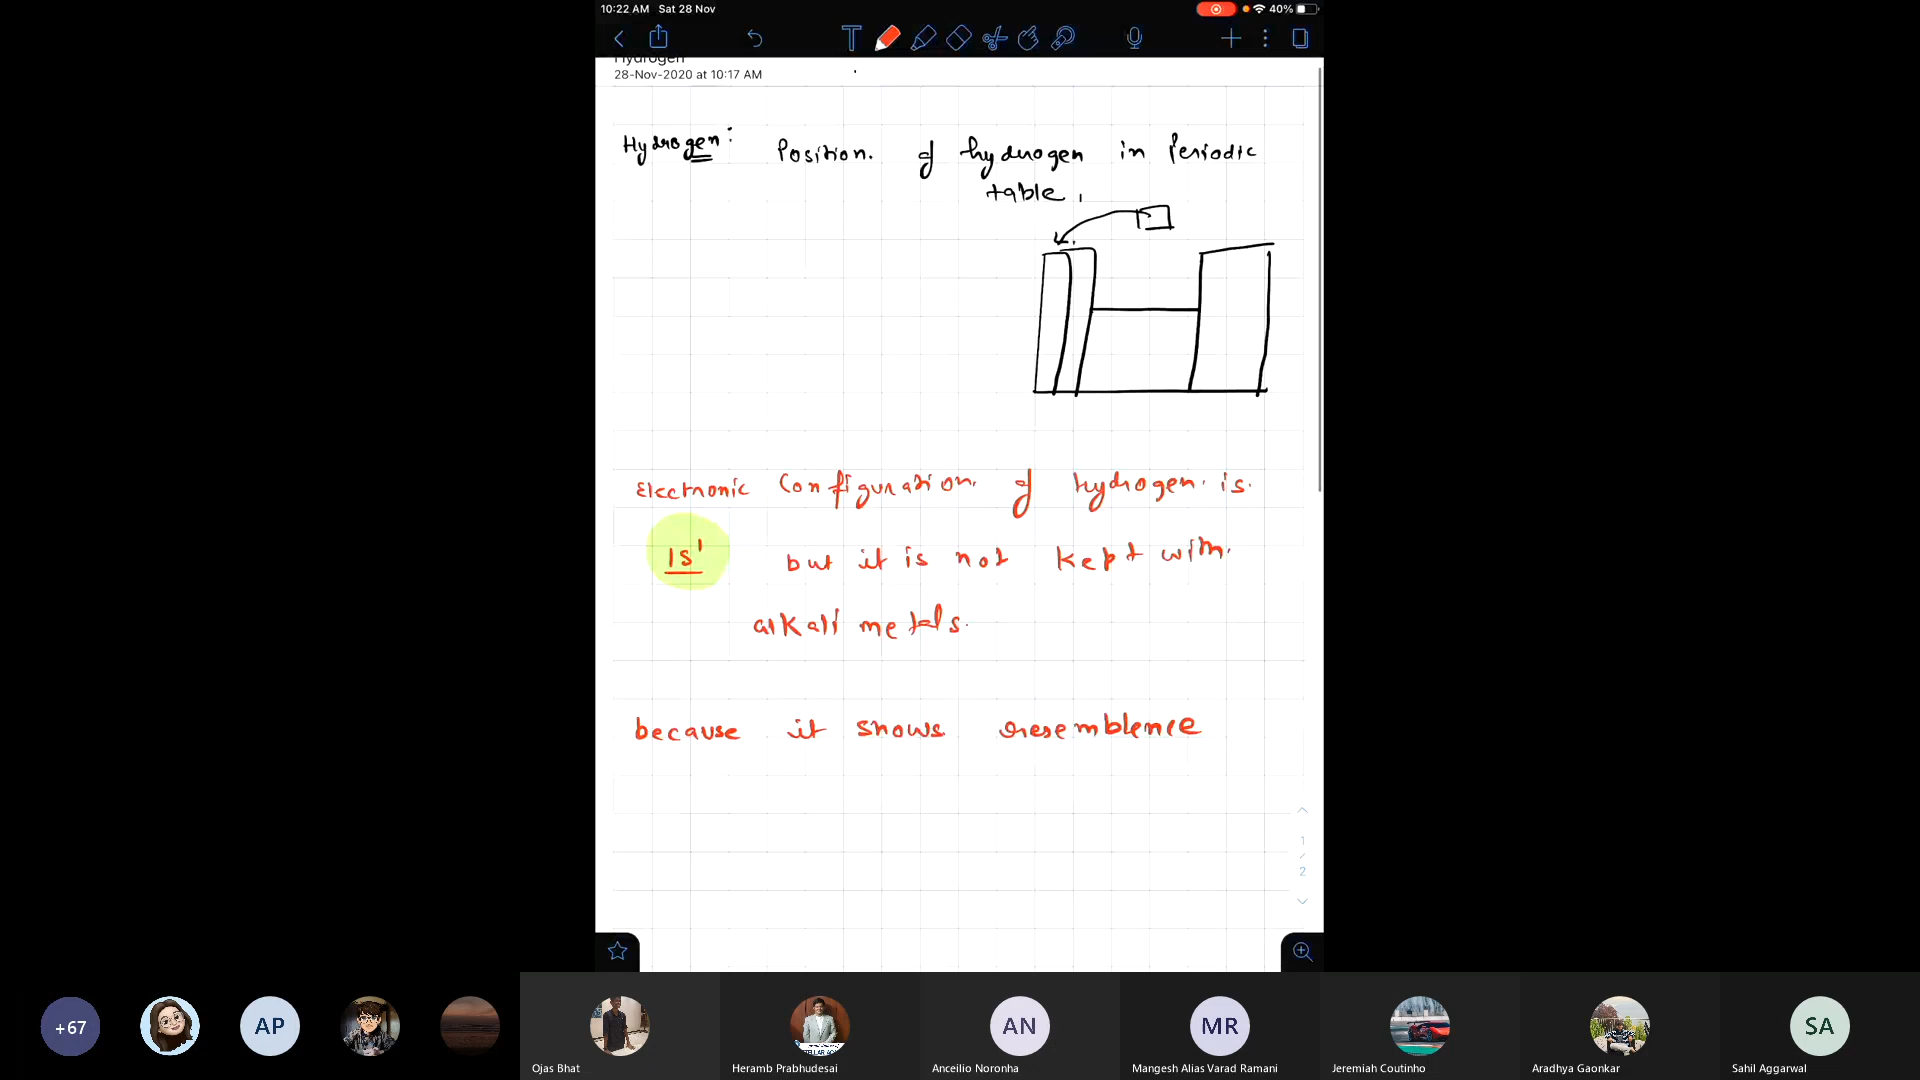 10:22 AM Sat 28 Nov
40%
Hydrogen
28-Nov-2020 at 10:17 AM
Hydrogen: Position. of hydrogen in Periodic
table.
Electronic Configuration. of hydrogen. is.
1s¹ but it is not kept with.
alkali metals.
because it shows resemblence
1
/
2
+67
AP
AN
MR
SA
Ojas Bhat
Heramb Prabhudesai
Anceilio Noronha
Mangesh Alias Varad Ramani
Jeremiah Coutinho
Aradhya Gaonkar
Sahil Aggarwal